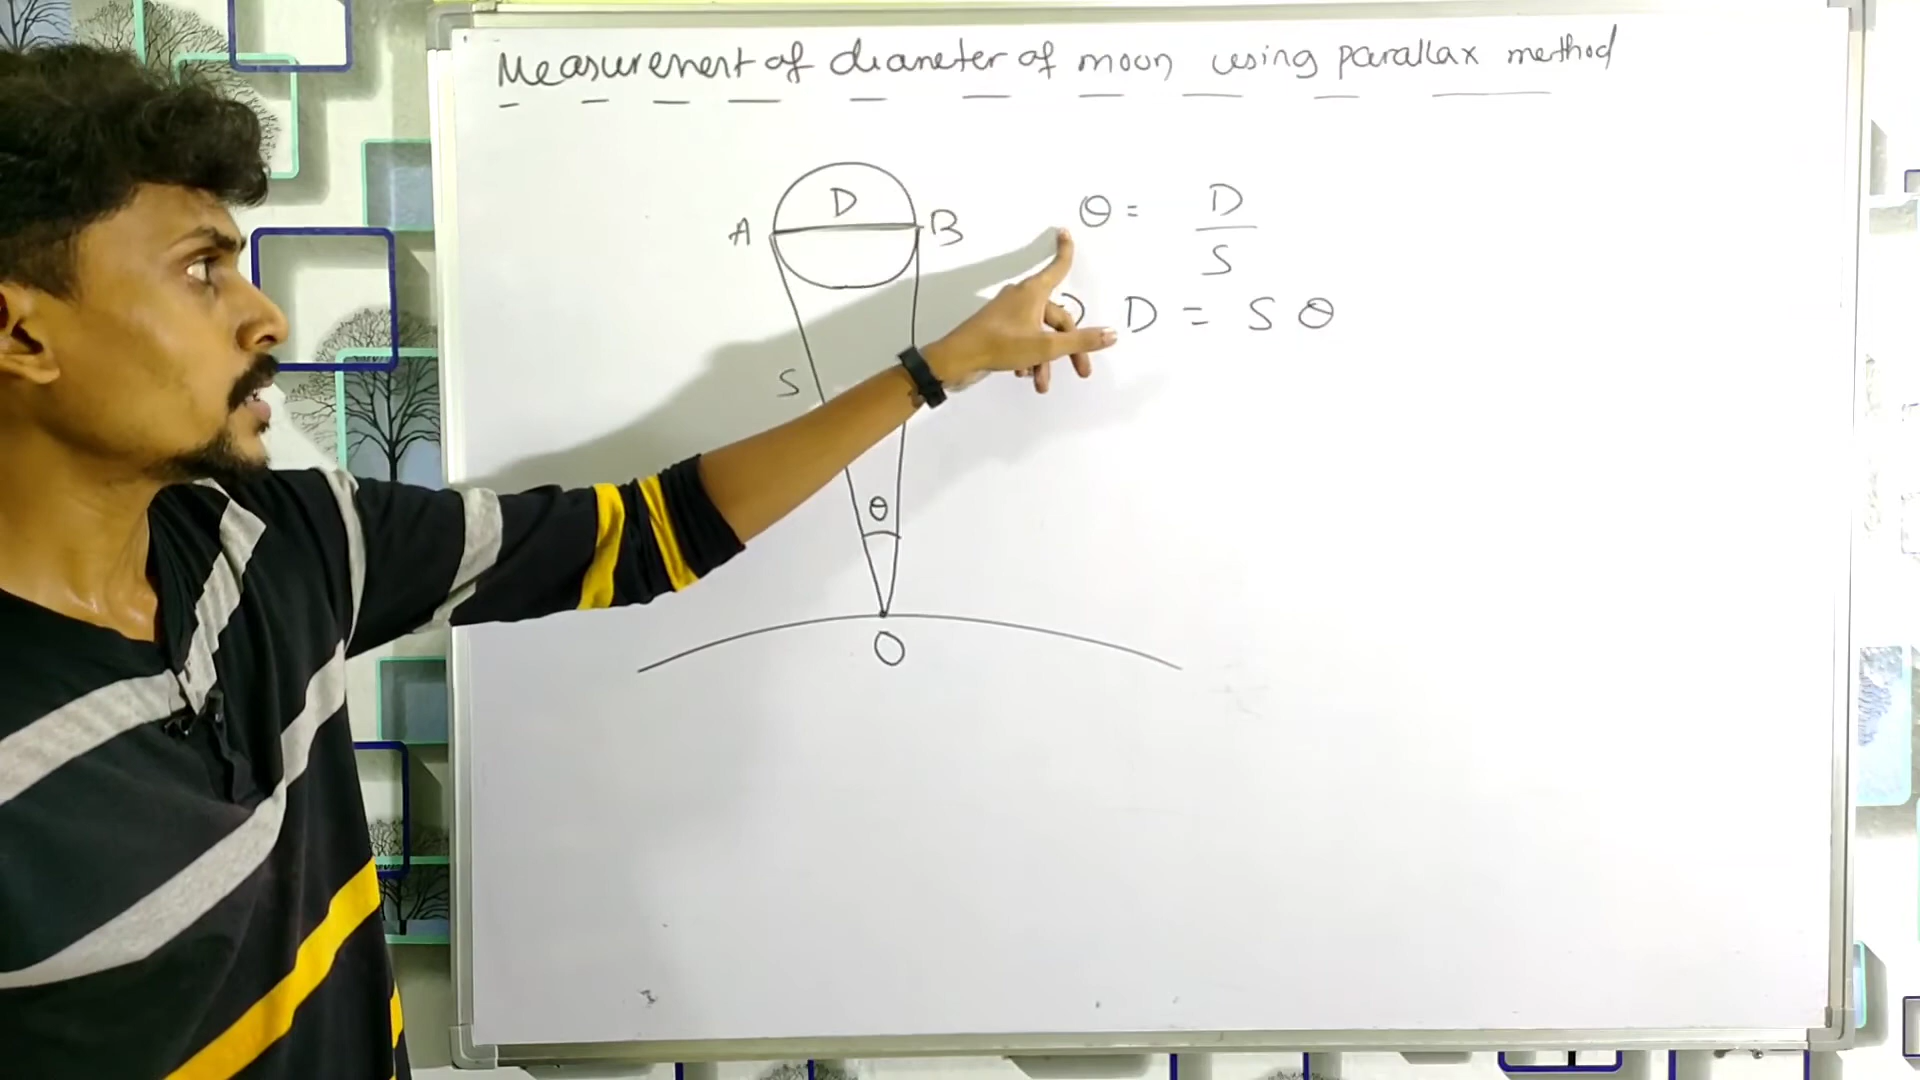 Measurement of diameter of moon using parallax method
D
A
B
θ = D / S
D = S θ
S
θ
O